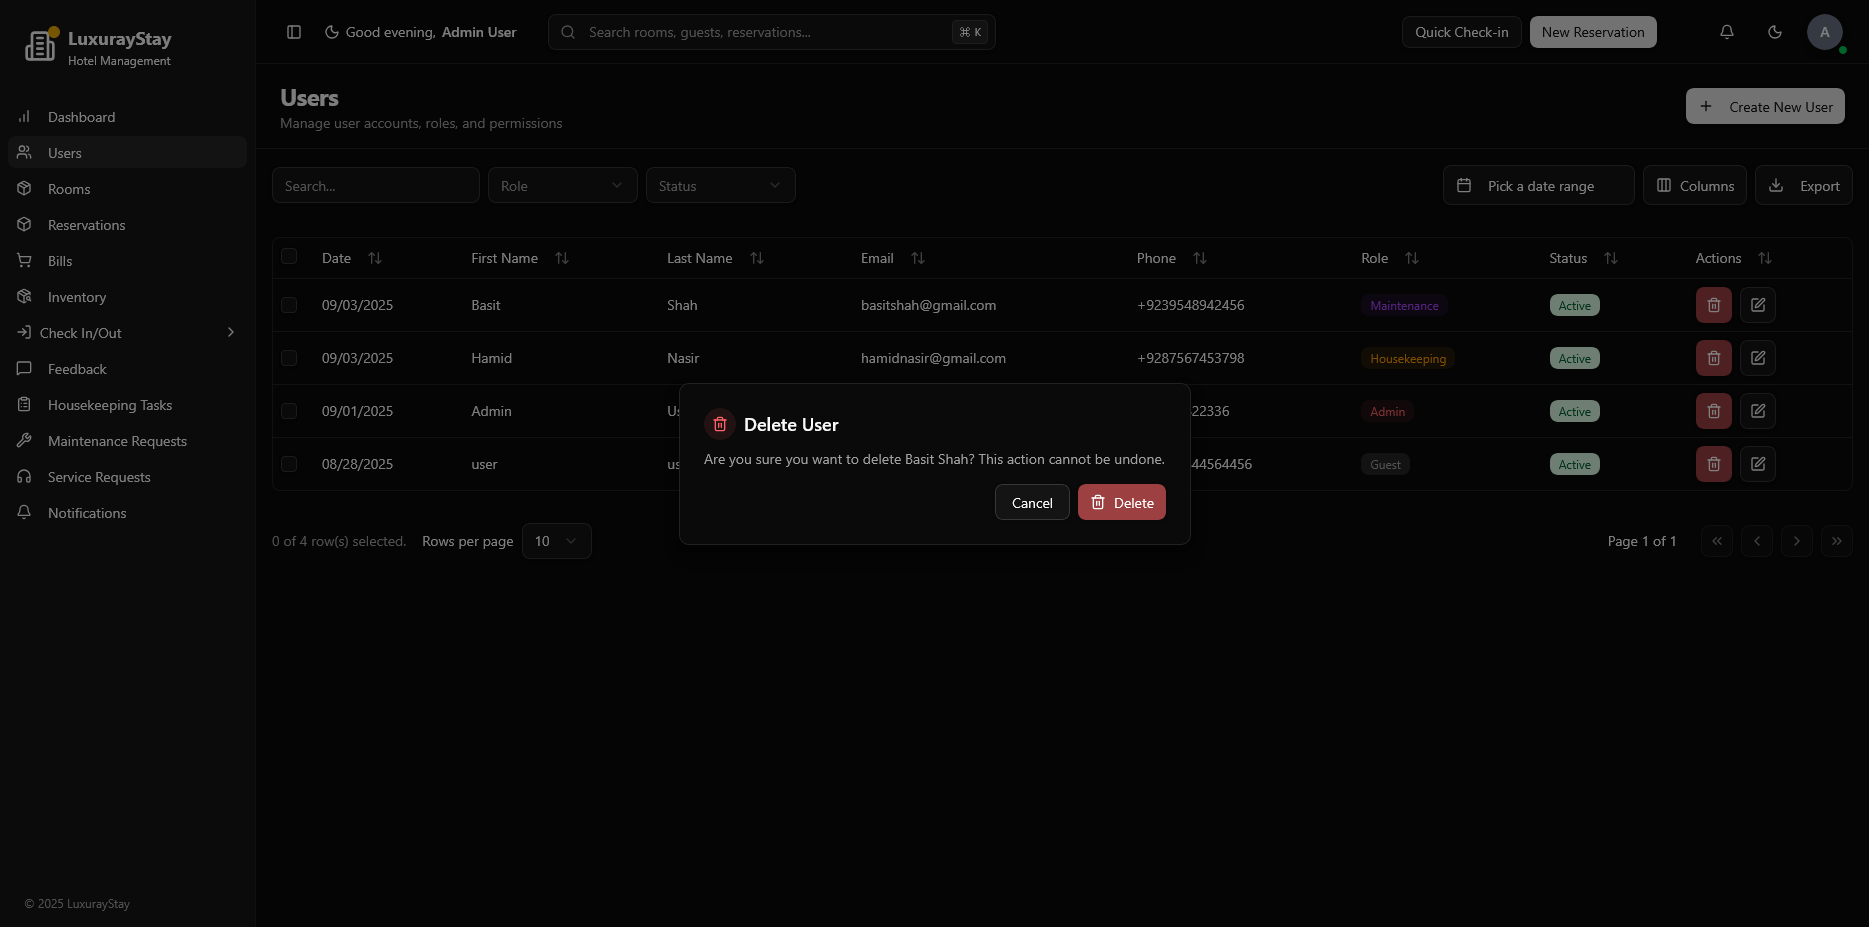 LuxurayStay
Hotel Management
Good evening, Admin User
Search rooms, guests, reservations...
⌘ K
Quick Check-in
New Reservation
A
Dashboard
Users
Rooms
Reservations
Bills
Inventory
Check In/Out
Feedback
Housekeeping Tasks
Maintenance Requests
Service Requests
Notifications
© 2025 LuxurayStay
Users
Manage user accounts, roles, and permissions
Create New User
Search...
Role
Status
Pick a date range
Columns
Export
Date First Name Last Name Email Phone Role Status Actions
09/03/2025 Basit Shah basitshah@gmail.com +9239548942456 Maintenance Active
09/03/2025 Hamid Nasir hamidnasir@gmail.com +9287567453798 Housekeeping Active
09/01/2025 Admin 22336 Admin Active
08/28/2025 user 44564456 Guest Active
Delete User
Are you sure you want to delete Basit Shah? This action cannot be undone.
Cancel
Delete
0 of 4 row(s) selected.
Rows per page 10
Page 1 of 1